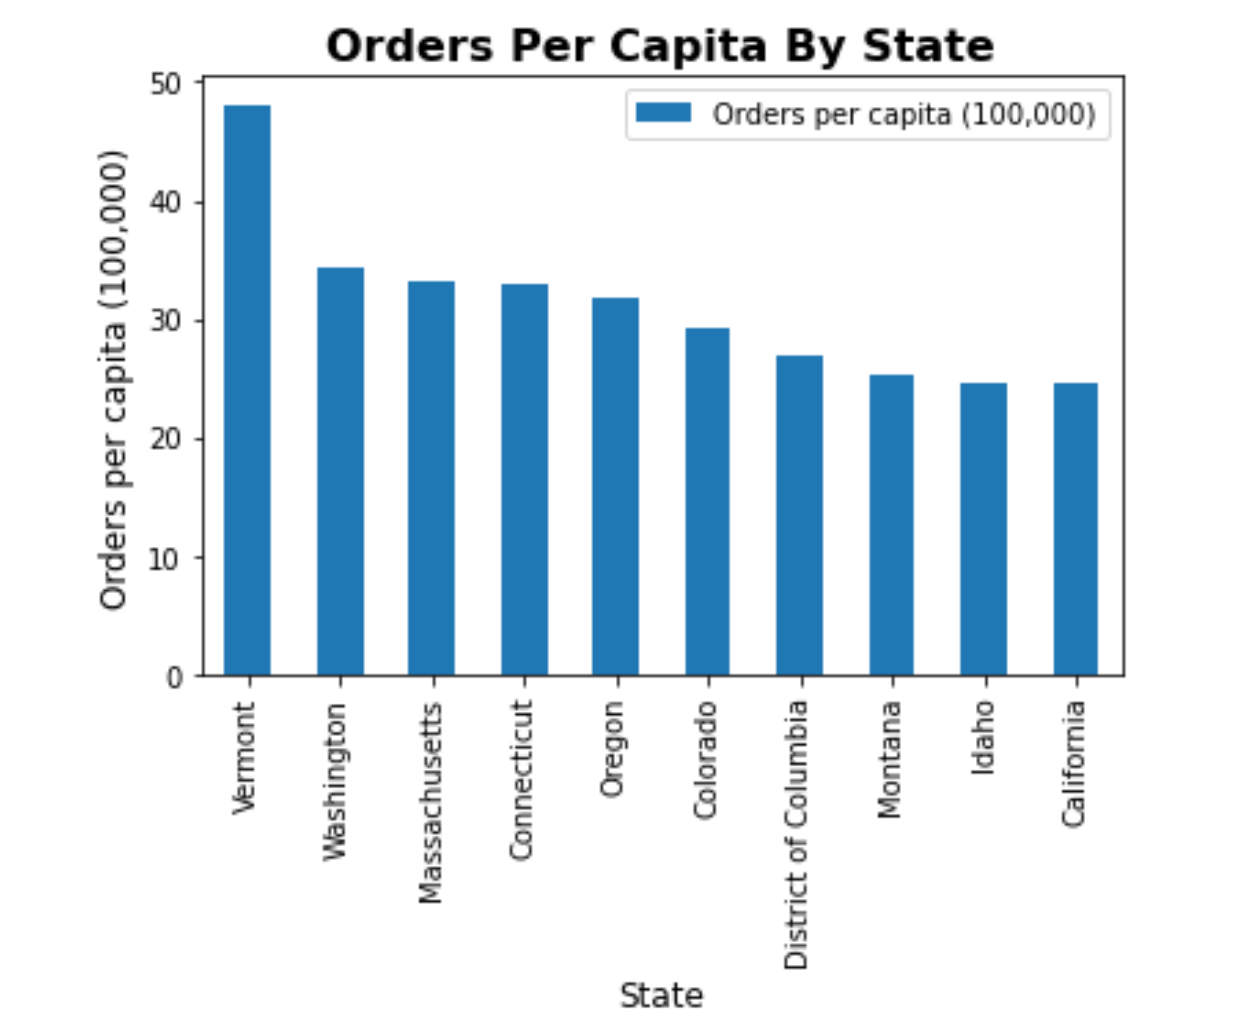 Orders Per Capita By State
Orders per capita (100,000)
Orders per capita (100,000)
50
40
30
20
10
0
Vermont
Washington
Massachusetts
Connecticut
Oregon
Colorado
District of Columbia
Montana
Idaho
California
State